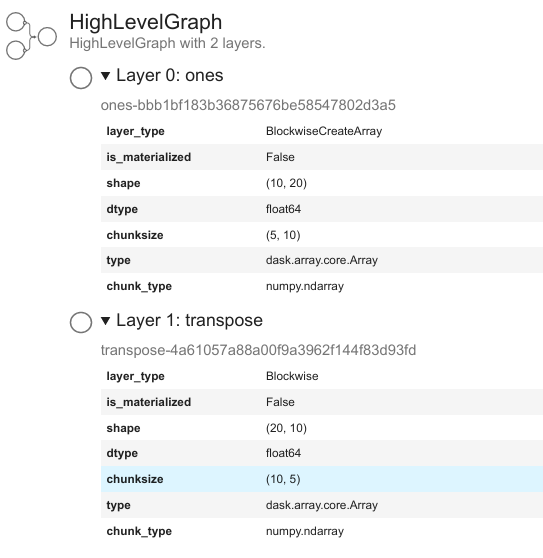 HighLevelGraph
HighLevelGraph with 2 layers.
▼ Layer 0: ones
ones-bbb1bf183b36875676be58547802d3a5
layer_type BlockwiseCreateArray
is_materialized False
shape (10, 20)
dtype float64
chunksize (5, 10)
type dask.array.core.Array
chunk_type numpy.ndarray
▼ Layer 1: transpose
transpose-4a61057a88a00f9a3962f144f83d93fd
layer_type Blockwise
is_materialized False
shape (20, 10)
dtype float64
chunksize (10, 5)
type dask.array.core.Array
chunk_type numpy.ndarray